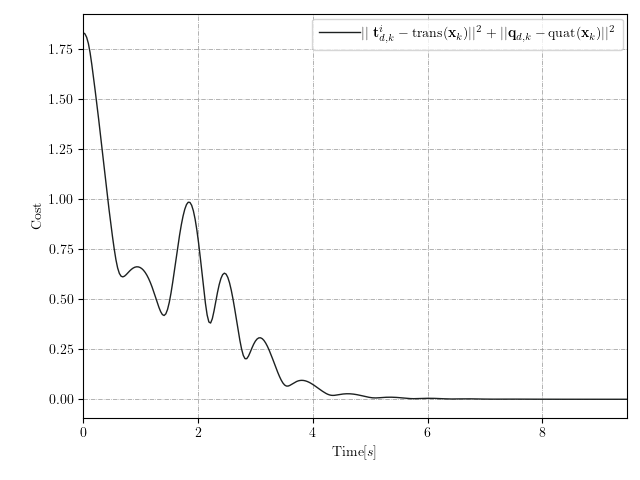 || t^i_{d,k} − trans(x_k)||^2 + ||q_{d,k} − quat(x_k)||^2
1.75
1.50
1.25
1.00
0.75
0.50
0.25
0.00
Cost
0 2 4 6 8
Time[s]